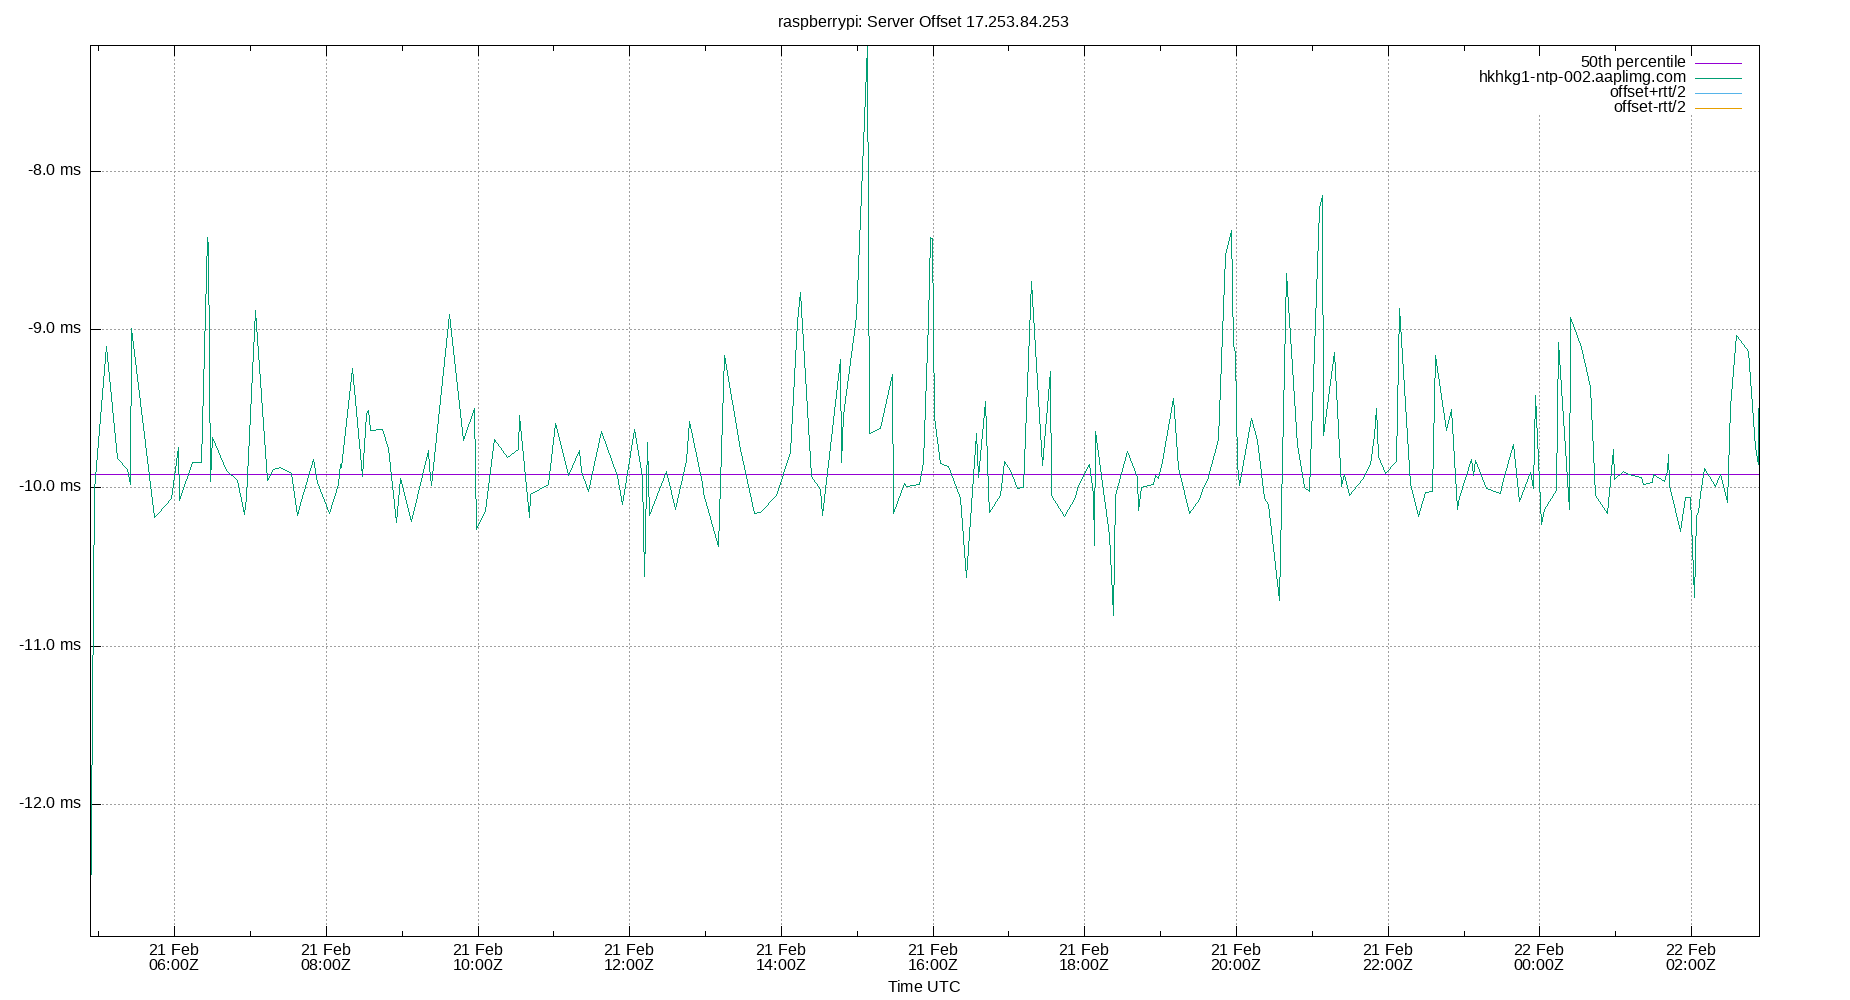 raspberrypi: Server Offset 17.253.84.253
50th percentile
hkhkg1-ntp-002.aaplimg.com
offset+rtt/2
offset-rtt/2
-8.0 ms
-9.0 ms
-10.0 ms
-11.0 ms
-12.0 ms
21 Feb 21 Feb 21 Feb 21 Feb 21 Feb 21 Feb 21 Feb 21 Feb 21 Feb 22 Feb 22 Feb
06:00Z 08:00Z 10:00Z 12:00Z 14:00Z 16:00Z 18:00Z 20:00Z 22:00Z 00:00Z 02:00Z
Time UTC